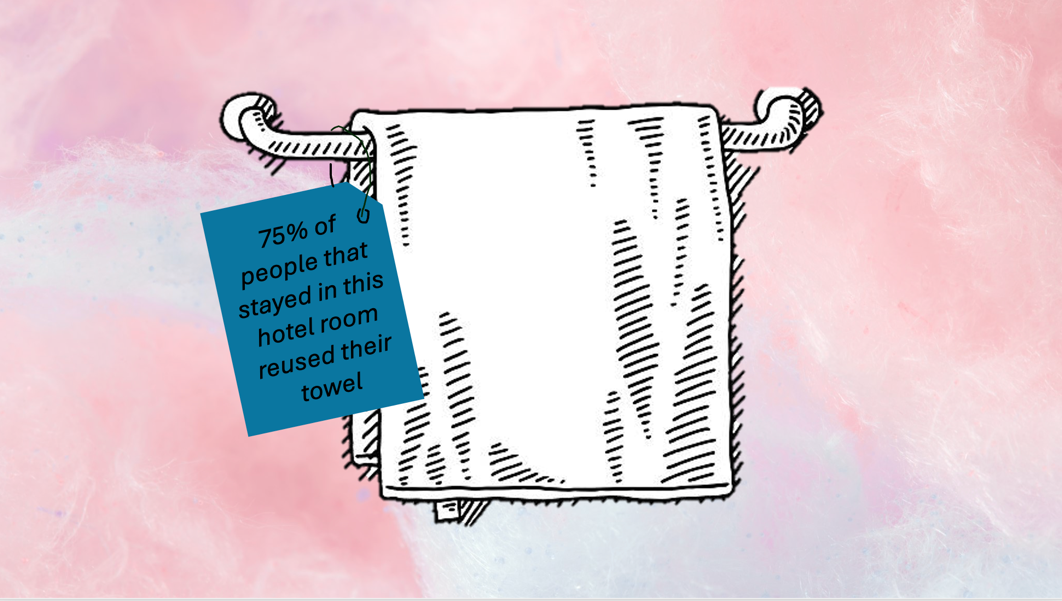 75% of
people that
stayed in this
hotel room
reused their
towel